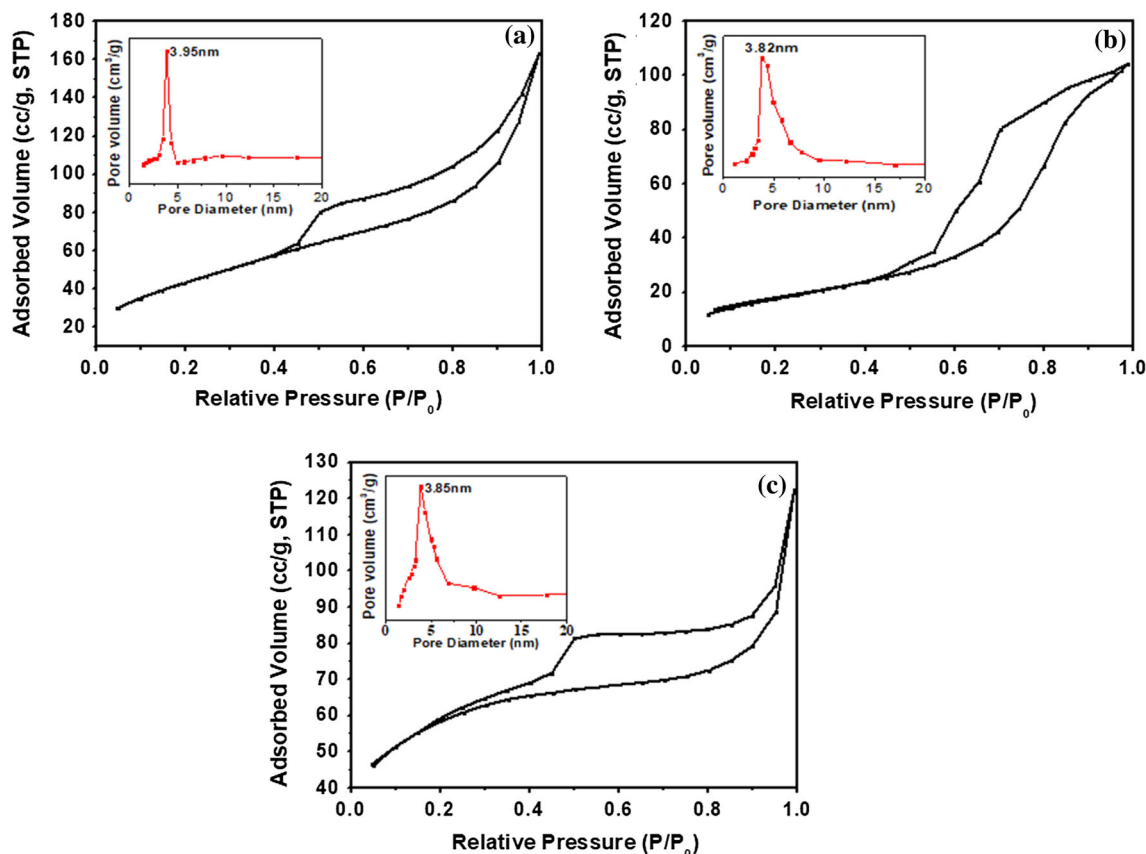 (a)
Adsorbed Volume (cc/g, STP)
160
140
120
100
80
60
40
20
0.0 0.2 0.4 0.6 0.8 1.0
Relative Pressure (P/P0)
3.95nm
Pore volume (cm³/g)
0 5 10 15 20
Pore Diameter (nm)
180
(b)
Adsorbed Volume (cc/g, STP)
120
100
80
60
40
20
0
0.0 0.2 0.4 0.6 0.8 1.0
Relative Pressure (P/P0)
3.82nm
Pore volume (cm³/g)
0 5 10 15 20
Pore Diameter (nm)
(c)
Adsorbed Volume (cc/g, STP)
130
120
110
100
90
80
70
60
50
40
0.0 0.2 0.4 0.6 0.8 1.0
Relative Pressure (P/P0)
3.85nm
Pore volume (cm³/g)
0 5 10 15 20
Pore Diameter (nm)